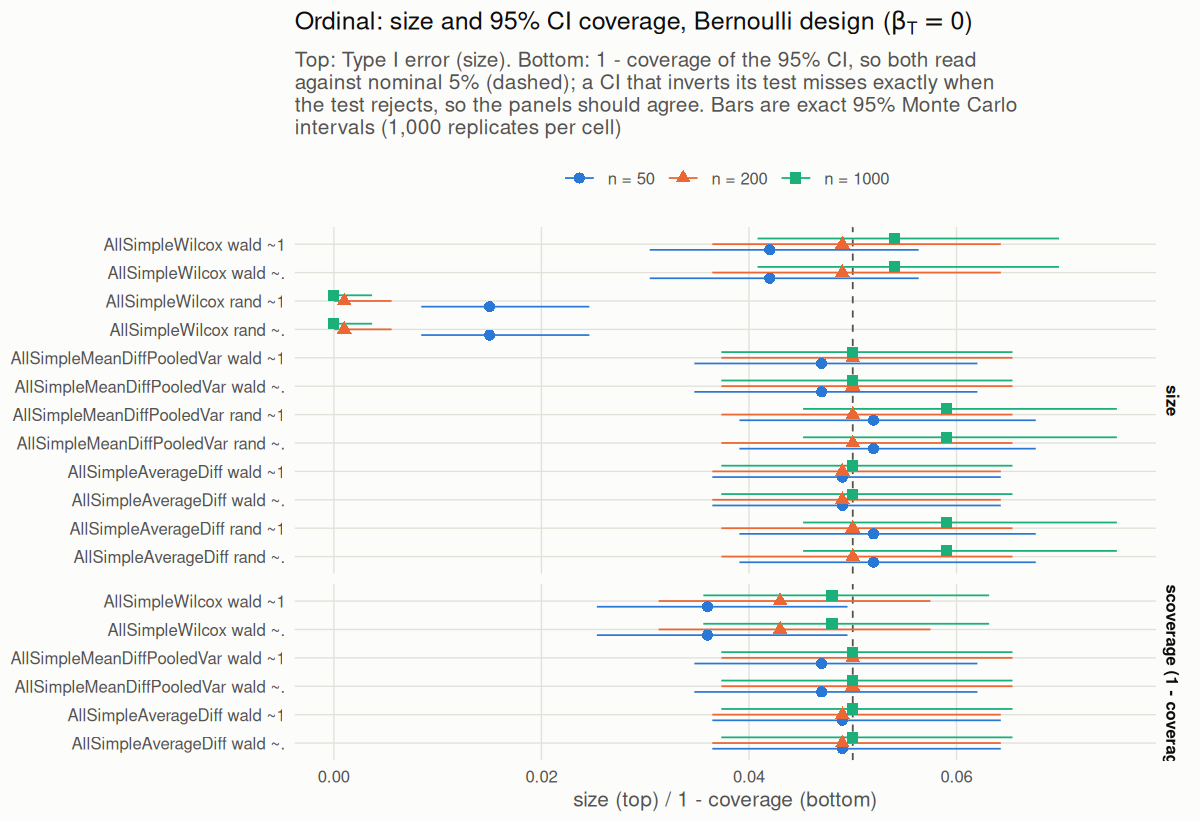 Ordinal: size and 95% CI coverage, Bernoulli design (βT = 0)
Top: Type I error (size). Bottom: 1 - coverage of the 95% CI, so both read
against nominal 5% (dashed); a CI that inverts its test misses exactly when
the test rejects, so the panels should agree. Bars are exact 95% Monte Carlo
intervals (1,000 replicates per cell)
n = 50 n = 200 n = 1000
AllSimpleWilcox wald ~1
AllSimpleWilcox wald ~.
AllSimpleWilcox rand ~1
AllSimpleWilcox rand ~.
AllSimpleMeanDiffPooledVar wald ~1
AllSimpleMeanDiffPooledVar wald ~.
AllSimpleMeanDiffPooledVar rand ~1
AllSimpleMeanDiffPooledVar rand ~.
AllSimpleAverageDiff wald ~1
AllSimpleAverageDiff wald ~.
AllSimpleAverageDiff rand ~1
AllSimpleAverageDiff rand ~.
size
AllSimpleWilcox wald ~1
AllSimpleWilcox wald ~.
AllSimpleMeanDiffPooledVar wald ~1
AllSimpleMeanDiffPooledVar wald ~.
AllSimpleAverageDiff wald ~1
AllSimpleAverageDiff wald ~.
scoverage (1 - coverag
0.00 0.02 0.04 0.06
size (top) / 1 - coverage (bottom)